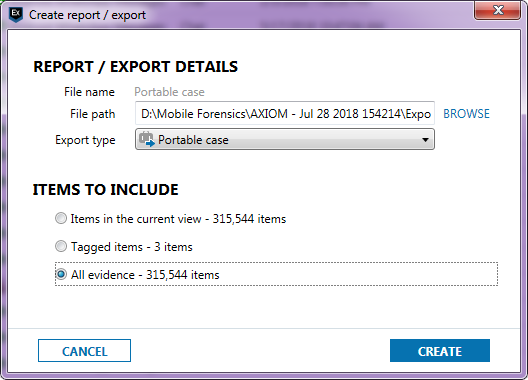 Ex Create report / export
REPORT / EXPORT DETAILS
File name Portable case
File path D:\Mobile Forensics\AXIOM - Jul 28 2018 154214\Expo BROWSE
Export type Portable case
ITEMS TO INCLUDE
Items in the current view - 315,544 items
Tagged items - 3 items
All evidence - 315,544 items
CANCEL CREATE